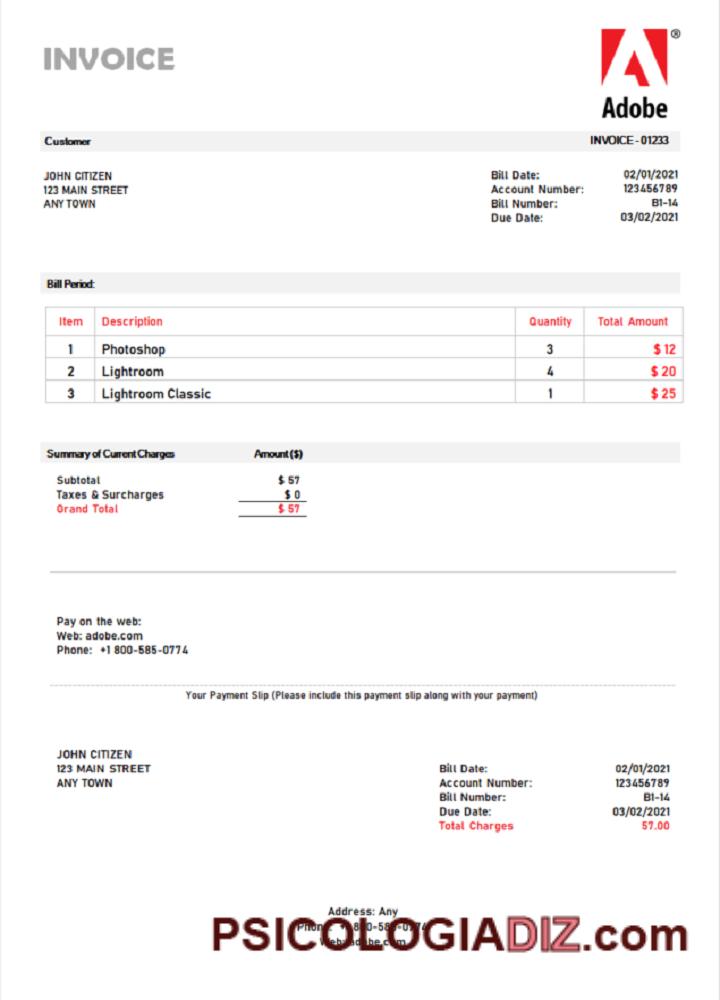 INVOICE
®
Adobe
Customer INVOICE - 01233
JOHN CITIZEN Bill Date: 02/01/2021
123 MAIN STREET Account Number: 123456789
ANY TOWN Bill Number: B1-14
Due Date: 03/02/2021
Bill Period:
Item Description Quantity Total Amount
1 Photoshop 3 $ 12
2 Lightroom 4 $ 20
3 Lightroom Classic 1 $ 25
Summary of Current Charges Amount ($)
Subtotal $ 57
Taxes & Surcharges $ 0
Grand Total $ 57
Pay on the web:
Web: adobe.com
Phone: +1 800-585-0774
Your Payment Slip (Please include this payment slip along with your payment)
JOHN CITIZEN
123 MAIN STREET Bill Date: 02/01/2021
ANY TOWN Account Number: 123456789
Bill Number: B1-14
Due Date: 03/02/2021
Total Charges 57.00
Address: Any
Phone: +1 800-585-0774
Web: adobe.com
PSICOLOGIADIZ.com